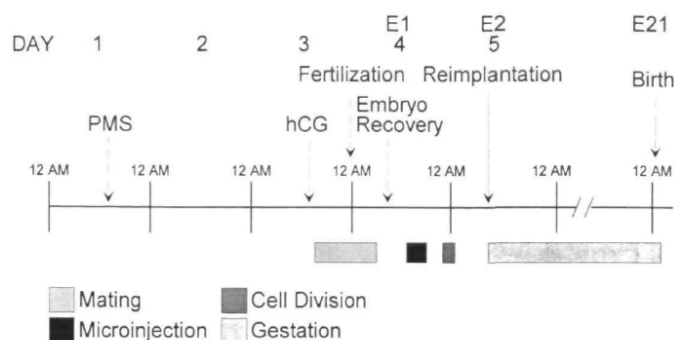 E1 E2 E21
DAY 1 2 3 4 5
Fertilization Reimplantation Birth
Embryo
PMS hCG Recovery
12 AM 12 AM 12 AM 12 AM 12 AM 12 AM 12 AM
Mating Cell Division
Microinjection Gestation